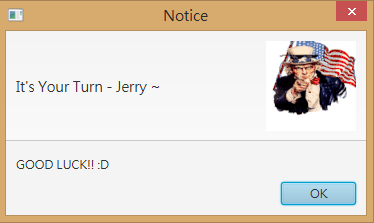 Notice
It's Your Turn - Jerry ~
GOOD LUCK!! :D
OK